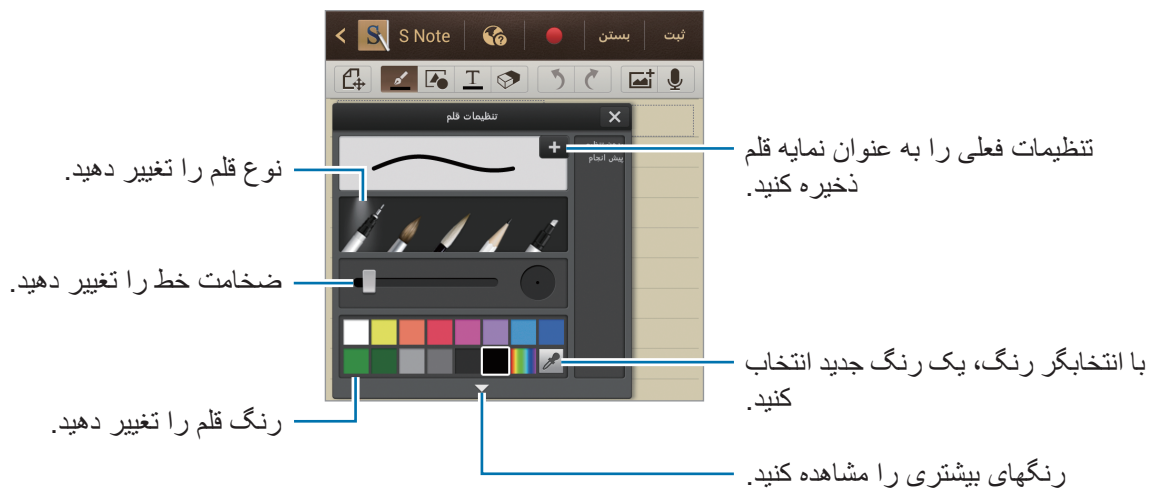 S Note
بستن
ثبت
تنظیمات قلم
پیش انجام
تنظیمات فعلی را به عنوان نمایه قلم
ذخیره کنید.
نوع قلم را تغییر دهید.
ضخامت خط را تغییر دهید.
با انتخابگر رنگ، یک رنگ جدید انتخاب
کنید.
رنگ قلم را تغییر دهید.
رنگهای بیشتری را مشاهده کنید.